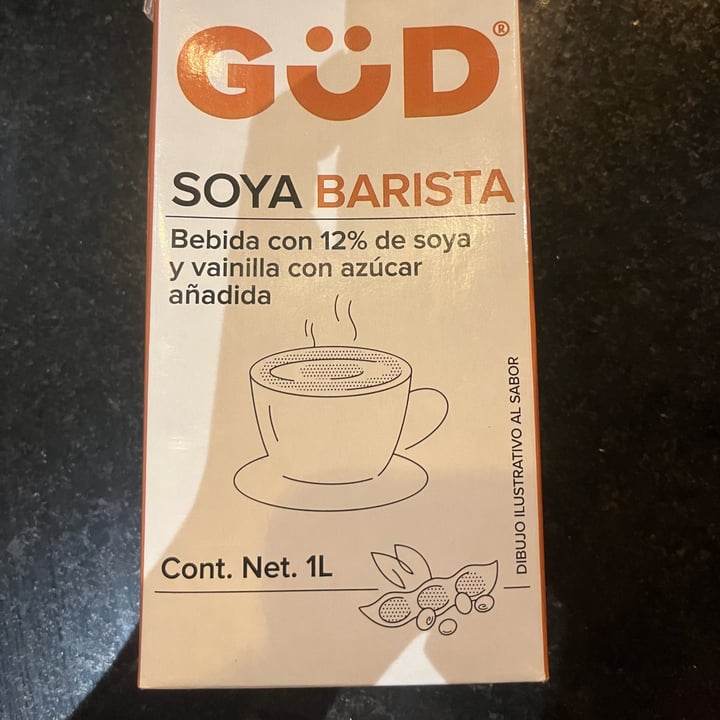 GÜD®
SOYA BARISTA
Bebida con 12% de soya
y vainilla con azúcar
añadida
DIBUJO ILUSTRATIVO AL SABOR
Cont. Net. 1L